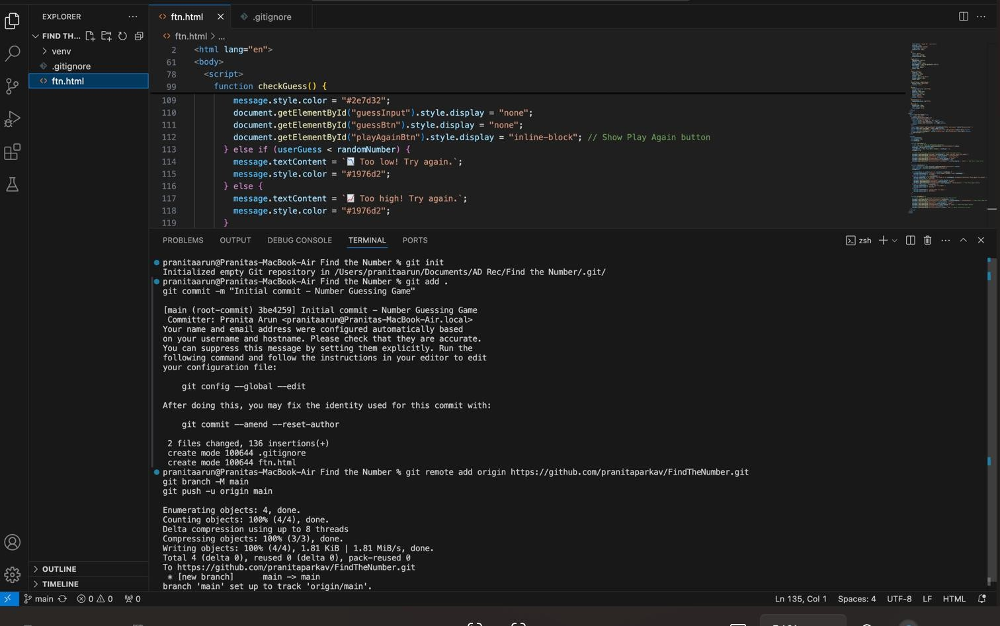 EXPLORER
ftn.html
.gitignore
FIND TH...
venv
.gitignore
ftn.html
ftn.html > ...
2 <html lang="en">
61 <body>
78 <script>
99 function checkGuess() {
109 message.style.color = "#2e7d32";
110 document.getElementById("guessInput").style.display = "none";
111 document.getElementById("guessBtn").style.display = "none";
112 document.getElementById("playAgainBtn").style.display = "inline-block"; // Show Play Again button
113 } else if (userGuess < randomNumber) {
114 message.textContent = `📉 Too low! Try again.`;
115 message.style.color = "#1976d2";
116 } else {
117 message.textContent = `📈 Too high! Try again.`;
118 message.style.color = "#1976d2";
119 }
PROBLEMS OUTPUT DEBUG CONSOLE TERMINAL PORTS zsh
pranitaarun@Pranitas-MacBook-Air Find the Number % git init
Initialized empty Git repository in /Users/pranitaarun/Documents/AD Rec/Find the Number/.git/
pranitaarun@Pranitas-MacBook-Air Find the Number % git add .
git commit -m "Initial commit - Number Guessing Game"
[main (root-commit) 3be4259] Initial commit - Number Guessing Game
Committer: Pranita Arun <pranitaarun@Pranitas-MacBook-Air.local>
Your name and email address were configured automatically based
on your username and hostname. Please check that they are accurate.
You can suppress this message by setting them explicitly. Run the
following command and follow the instructions in your editor to edit
your configuration file:
git config --global --edit
After doing this, you may fix the identity used for this commit with:
git commit --amend --reset-author
2 files changed, 136 insertions(+)
create mode 100644 .gitignore
create mode 100644 ftn.html
pranitaarun@Pranitas-MacBook-Air Find the Number % git remote add origin https://github.com/pranitaparkav/FindTheNumber.git
git branch -M main
git push -u origin main
Enumerating objects: 4, done.
Counting objects: 100% (4/4), done.
Delta compression using up to 8 threads
Compressing objects: 100% (3/3), done.
Writing objects: 100% (4/4), 1.81 KiB | 1.81 MiB/s, done.
Total 4 (delta 0), reused 0 (delta 0), pack-reused 0
To https://github.com/pranitaparkav/FindTheNumber.git
* [new branch] main -> main
branch 'main' set up to track 'origin/main'.
OUTLINE
TIMELINE
main 0 0 0 Ln 135, Col 1 Spaces: 4 UTF-8 LF HTML